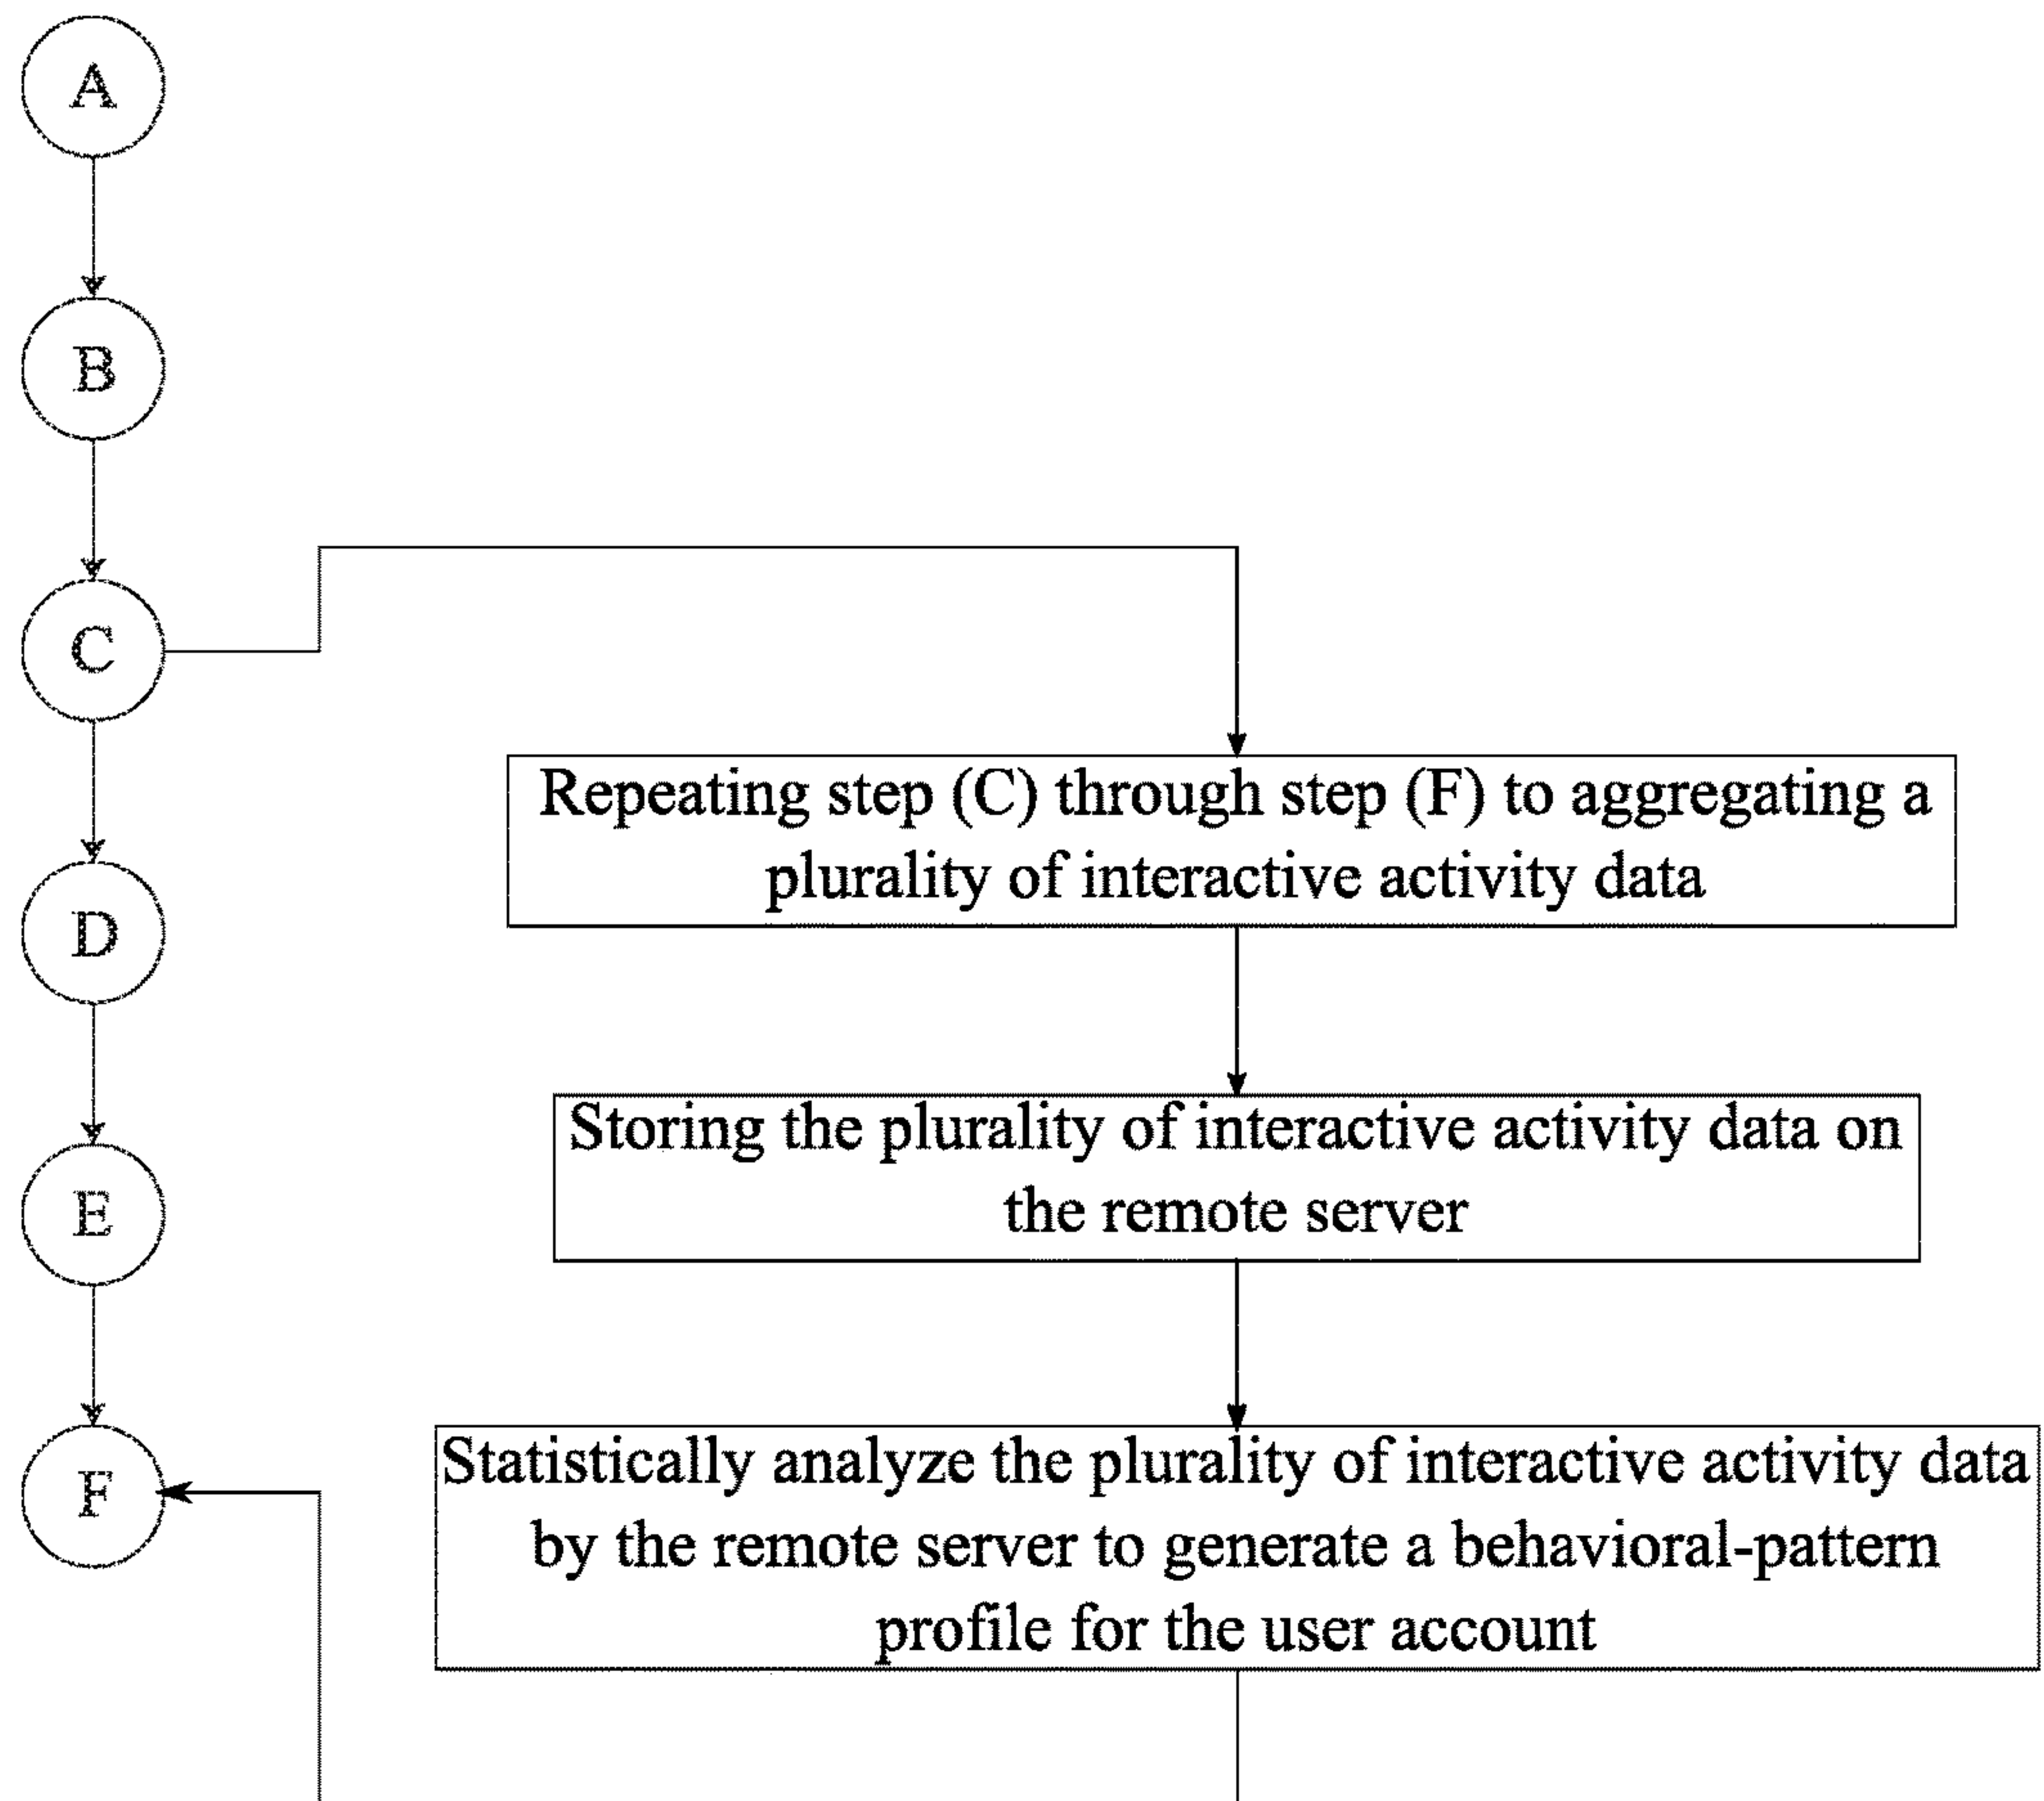 A
B
C
D
E
F
Repeating step (C) through step (F) to aggregating a
plurality of interactive activity data
Storing the plurality of interactive activity data on
the remote server
Statistically analyze the plurality of interactive activity data
by the remote server to generate a behavioral-pattern
profile for the user account